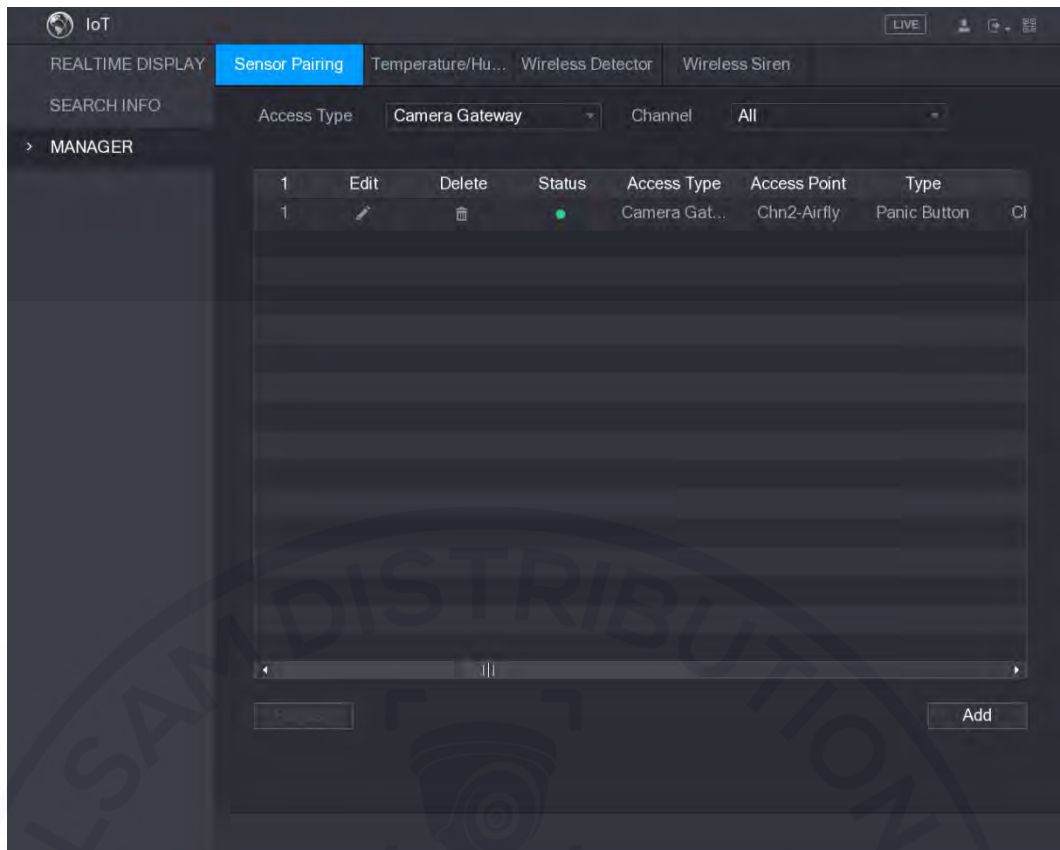 IoT
LIVE
REALTIME DISPLAY
SEARCH INFO
> MANAGER
Sensor Pairing Temperature/Hu... Wireless Detector Wireless Siren
Access Type Camera Gateway Channel All
1 Edit Delete Status Access Type Access Point Type
1 Camera Gat... Chn2-Airfly Panic Button Cl
Add
DISTRIBUTION